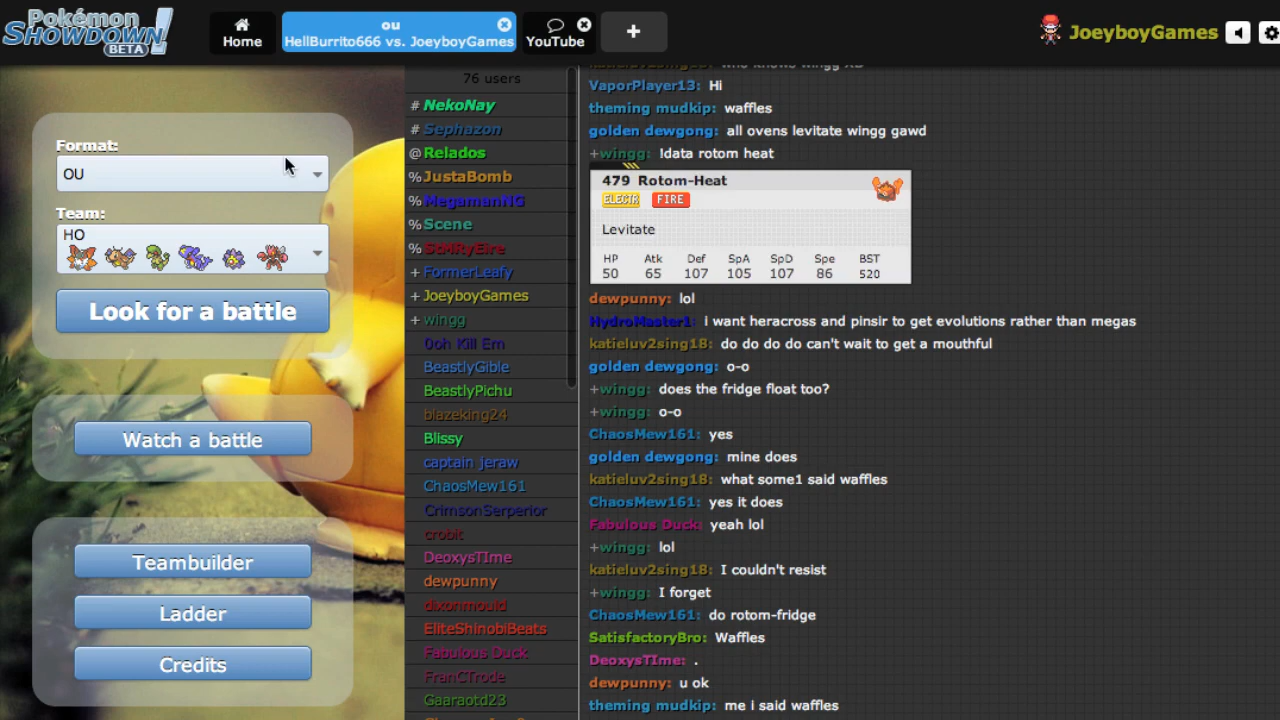 Pokémon
SHOWDOWN!
BETA
Home
ou
HellBurrito666 vs. JoeyboyGames
YouTube
+
JoeyboyGames
Format:
OU
Team:
HO
Look for a battle
Watch a battle
Teambuilder
Ladder
Credits
76 users
# NekoNay
# Sephazon
@ Relados
% JustaBomb
% MegamanNG
% Scene
% StMRyEire
+ FormerLeafy
+ JoeyboyGames
+ wingg
0oh Kill Em
BeastlyGible
BeastlyPichu
blazeking24
Blissy
captain jeraw
ChaosMew161
CrimsonSerperior
crobit
DeoxysTIme
dewpunny
dixonmould
EliteShinobiBeats
Fabulous Duck
FranCTrode
Gaaraotd23
VaporPlayer13: Hi
theming mudkip: waffles
golden dewgong: all ovens levitate wingg gawd
+wingg: !data rotom heat
479 Rotom-Heat
ELECTR FIRE
Levitate
HP Atk Def SpA SpD Spe BST
50 65 107 105 107 86 520
dewpunny: lol
HydroMaster1: i want heracross and pinsir to get evolutions rather than megas
katieluv2sing18: do do do do can't wait to get a mouthful
golden dewgong: o-o
+wingg: does the fridge float too?
+wingg: o-o
ChaosMew161: yes
golden dewgong: mine does
katieluv2sing18: what some1 said waffles
ChaosMew161: yes it does
Fabulous Duck: yeah lol
+wingg: lol
katieluv2sing18: I couldn't resist
+wingg: I forget
ChaosMew161: do rotom-fridge
SatisfactoryBro: Waffles
DeoxysTIme: .
dewpunny: u ok
theming mudkip: me i said waffles